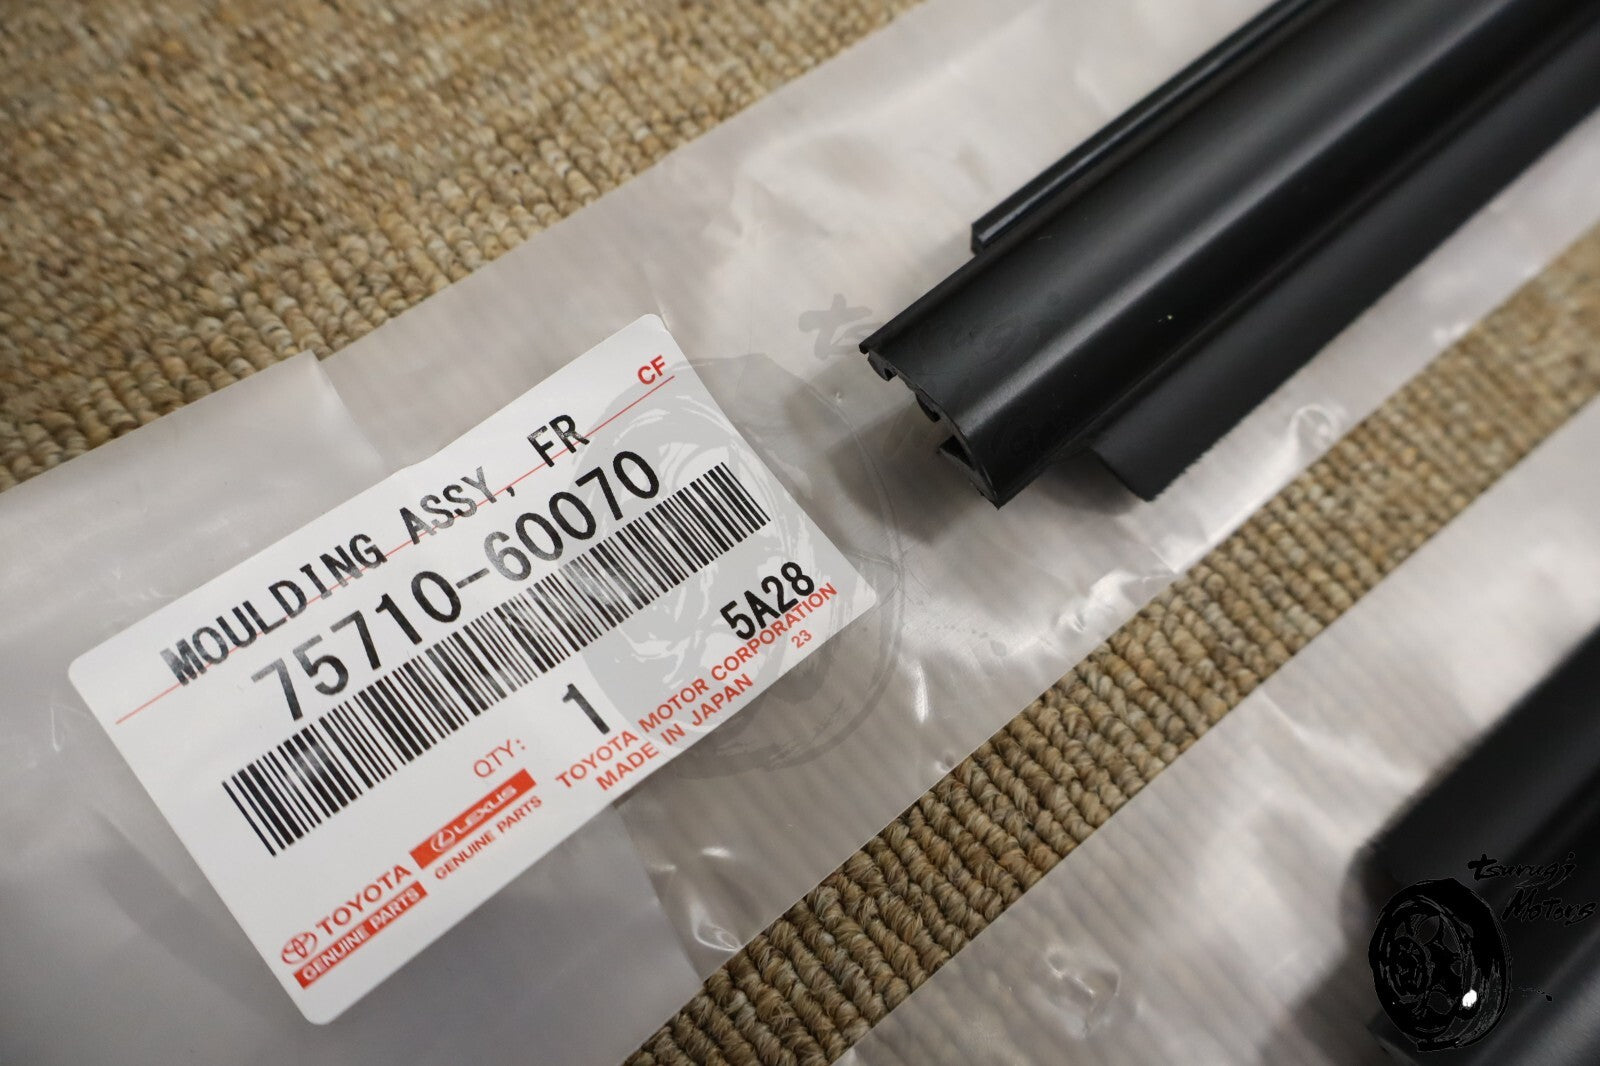 CF
MOULDING ASSY, FR
75710-60070
5A28
QTY: 1
TOYOTA MOTOR CORPORATION
MADE IN JAPAN 23
TOYOTA
GENUINE PARTS
LEXUS
GENUINE PARTS
Tsurugi
Motors